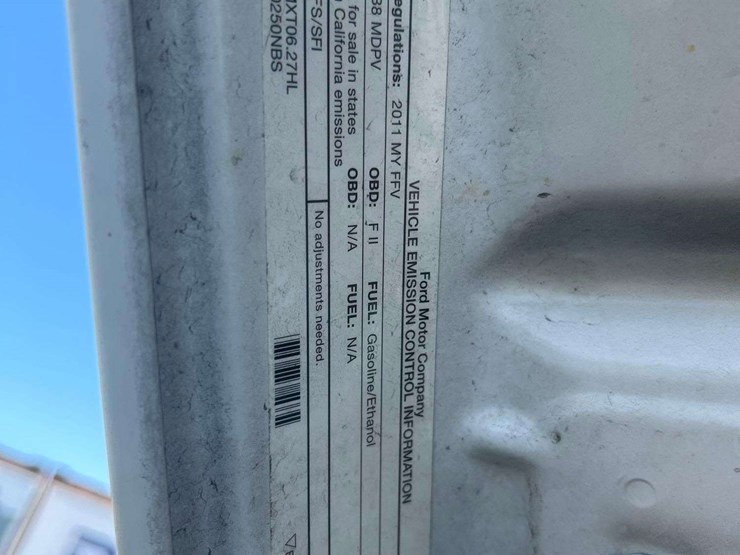 Ford Motor Company
VEHICLE EMISSION CONTROL INFORMATION
egulations: 2011 MY FFV
88 MDPV OBD: F II FUEL: Gasoline/Ethanol
for sale in states OBD: N/A FUEL: N/A
California emissions
FS/SFI No adjustments needed.
XT06.27HL
0250NBS